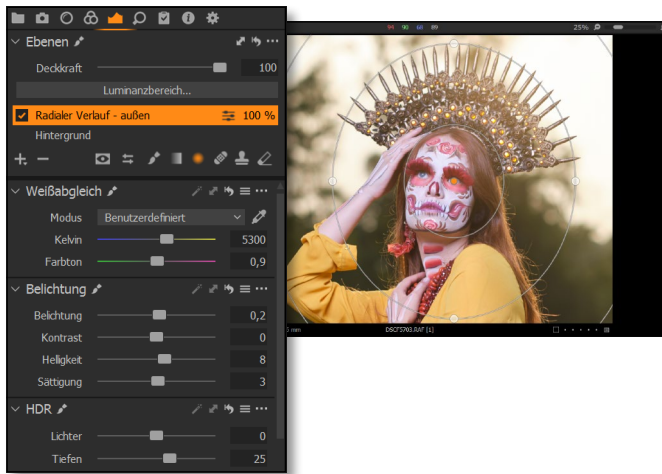 Ebenen
Deckkraft 100
Luminanzbereich...
Radialer Verlauf - außen 100 %
Hintergrund
Weißabgleich
Modus Benutzerdefiniert
Kelvin 5300
Farbton 0,9
Belichtung
Belichtung 0,2
Kontrast 0
Helligkeit 8
Sättigung 3
HDR
Lichter 0
Tiefen 25
25%
mm DSCF5703.RAF [1]